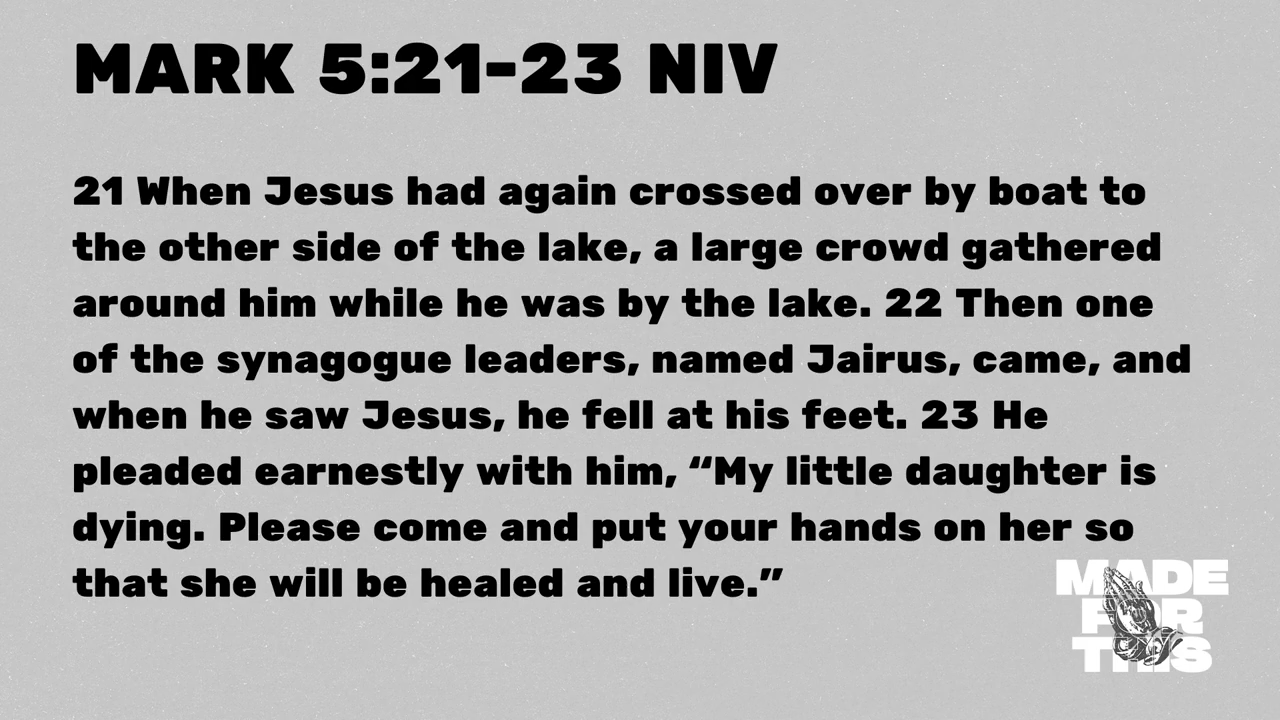 MARK 5:21-23 NIV
21 When Jesus had again crossed over by boat to
the other side of the lake, a large crowd gathered
around him while he was by the lake. 22 Then one
of the synagogue leaders, named Jairus, came, and
when he saw Jesus, he fell at his feet. 23 He
pleaded earnestly with him, “My little daughter is
dying. Please come and put your hands on her so
that she will be healed and live.”
MADE
FOR
THIS